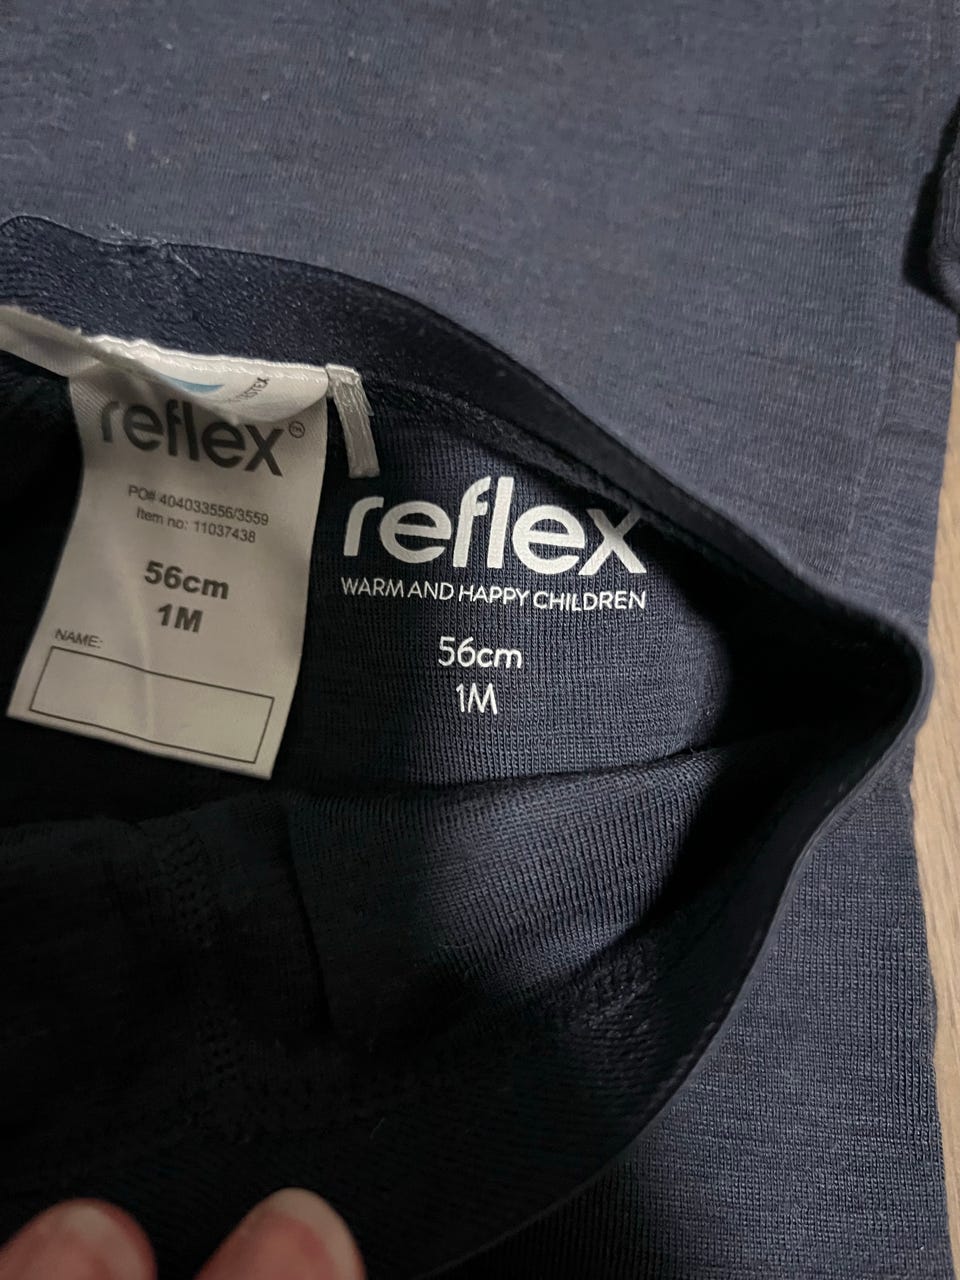 reflex
PO# 404033556/3559
Item no: 11037438
56cm
1M
NAME:
reflex
WARM AND HAPPY CHILDREN
56cm
1M